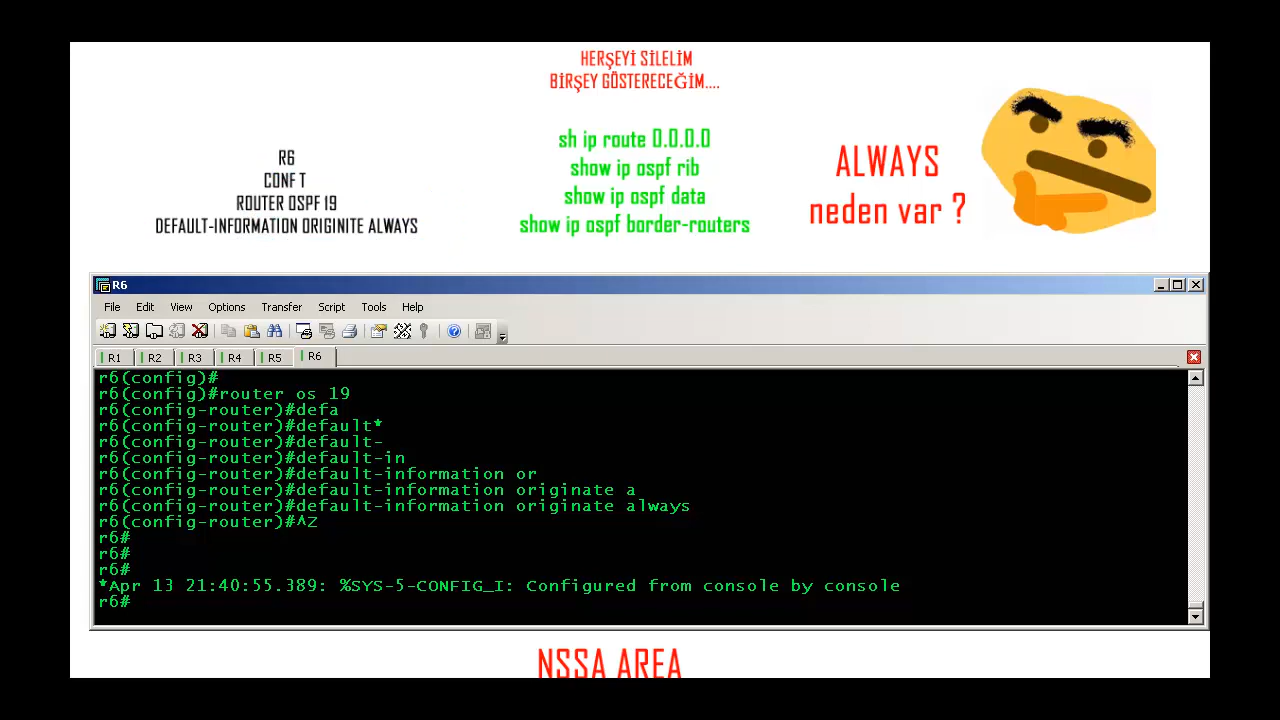 HERŞEYİ SİLELİM
BİRŞEY GÖSTERECEĞİM....
sh ip route 0.0.0.0
show ip ospf rib
show ip ospf data
show ip ospf border-routers
R6
CONF T
ROUTER OSPF 19
DEFAULT-INFORMATION ORIGINITE ALWAYS
ALWAYS
neden var ?
R6
File Edit View Options Transfer Script Tools Help
R1 R2 R3 R4 R5 R6
r6(config)#
r6(config)#router os 19
r6(config-router)#defa
r6(config-router)#default*
r6(config-router)#default-
r6(config-router)#default-in
r6(config-router)#default-information or
r6(config-router)#default-information originate a
r6(config-router)#default-information originate always
r6(config-router)#^Z
r6#
r6#
r6#
*Apr 13 21:40:55.389: %SYS-5-CONFIG_I: Configured from console by console
r6#
NSSA AREA